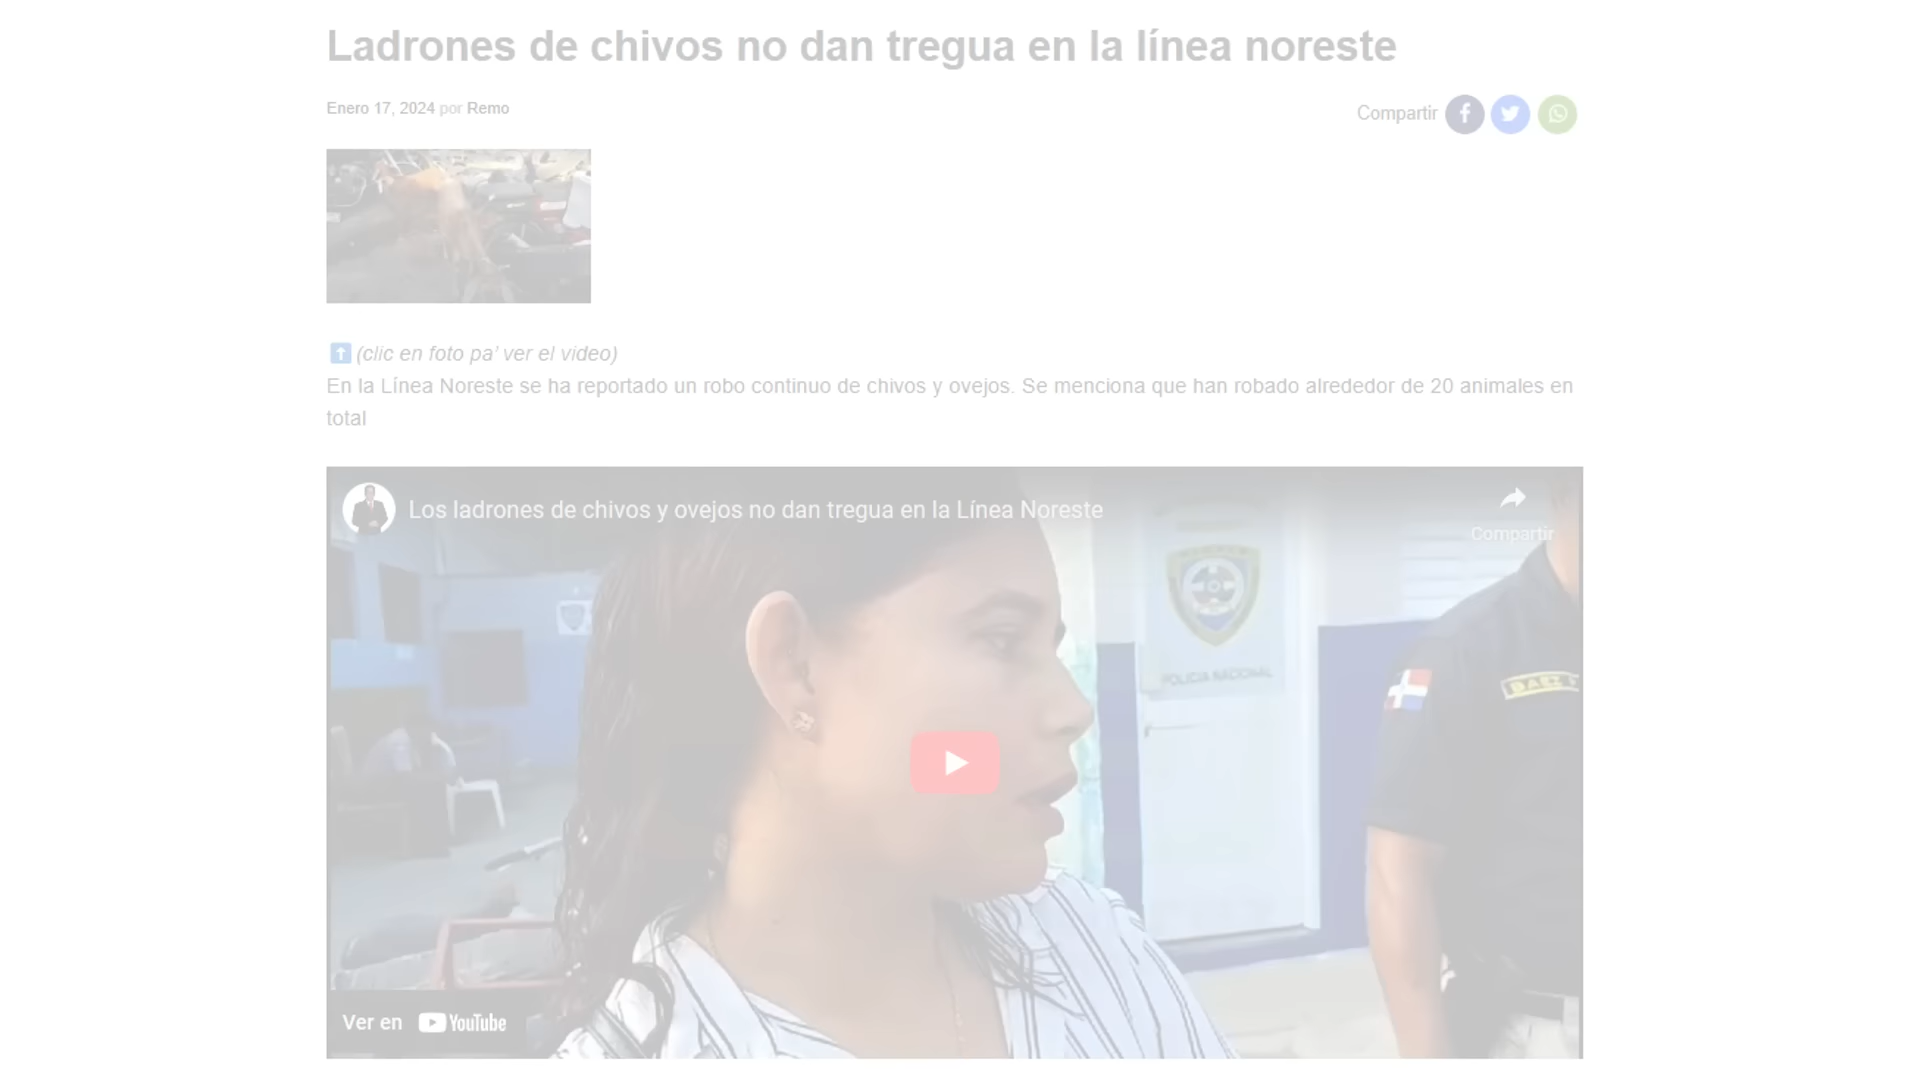 Ladrones de chivos no dan tregua en la línea noreste
Enero 17, 2024 por Remo
Compartir
(clic en foto pa' ver el video)
En la Línea Noreste se ha reportado un robo continuo de chivos y ovejos. Se menciona que han robado alrededor de 20 animales en
total
Los ladrones de chivos y ovejos no dan tregua en la Línea Noreste
Compartir
POLICIA NACIONAL
BAEZ
Ver en YouTube